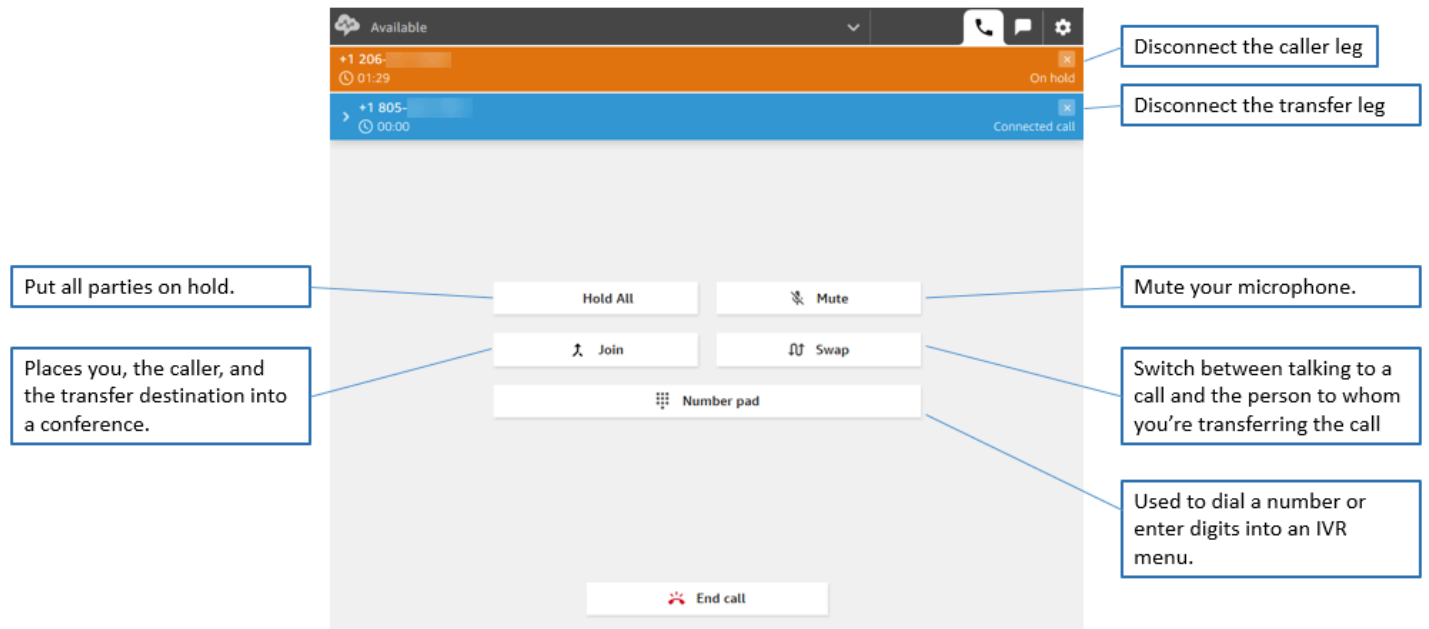 Available
+1 206-
01:29
On hold
+1 805-
00:00
Connected call
Disconnect the caller leg
Disconnect the transfer leg
Put all parties on hold.
Hold All
Mute
Mute your microphone.
Places you, the caller, and
the transfer destination into
a conference.
Join
Swap
Switch between talking to a
call and the person to whom
you’re transferring the call
Number pad
Used to dial a number or
enter digits into an IVR
menu.
End call